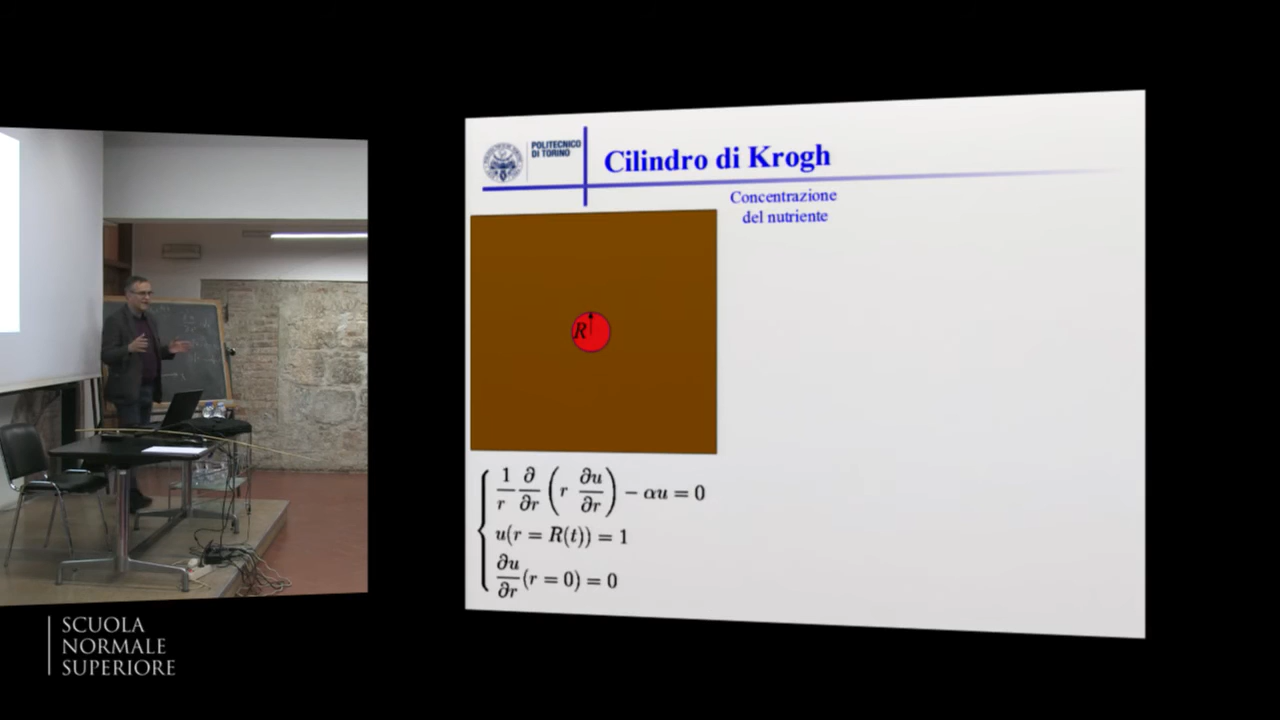 POLITECNICO
DI TORINO
Cilindro di Krogh
Concentrazione
del nutriente
R
1/r ∂/∂r (r ∂u/∂r) − αu = 0
u(r = R(t)) = 1
∂u/∂r (r = 0) = 0
SCUOLA
NORMALE
SUPERIORE